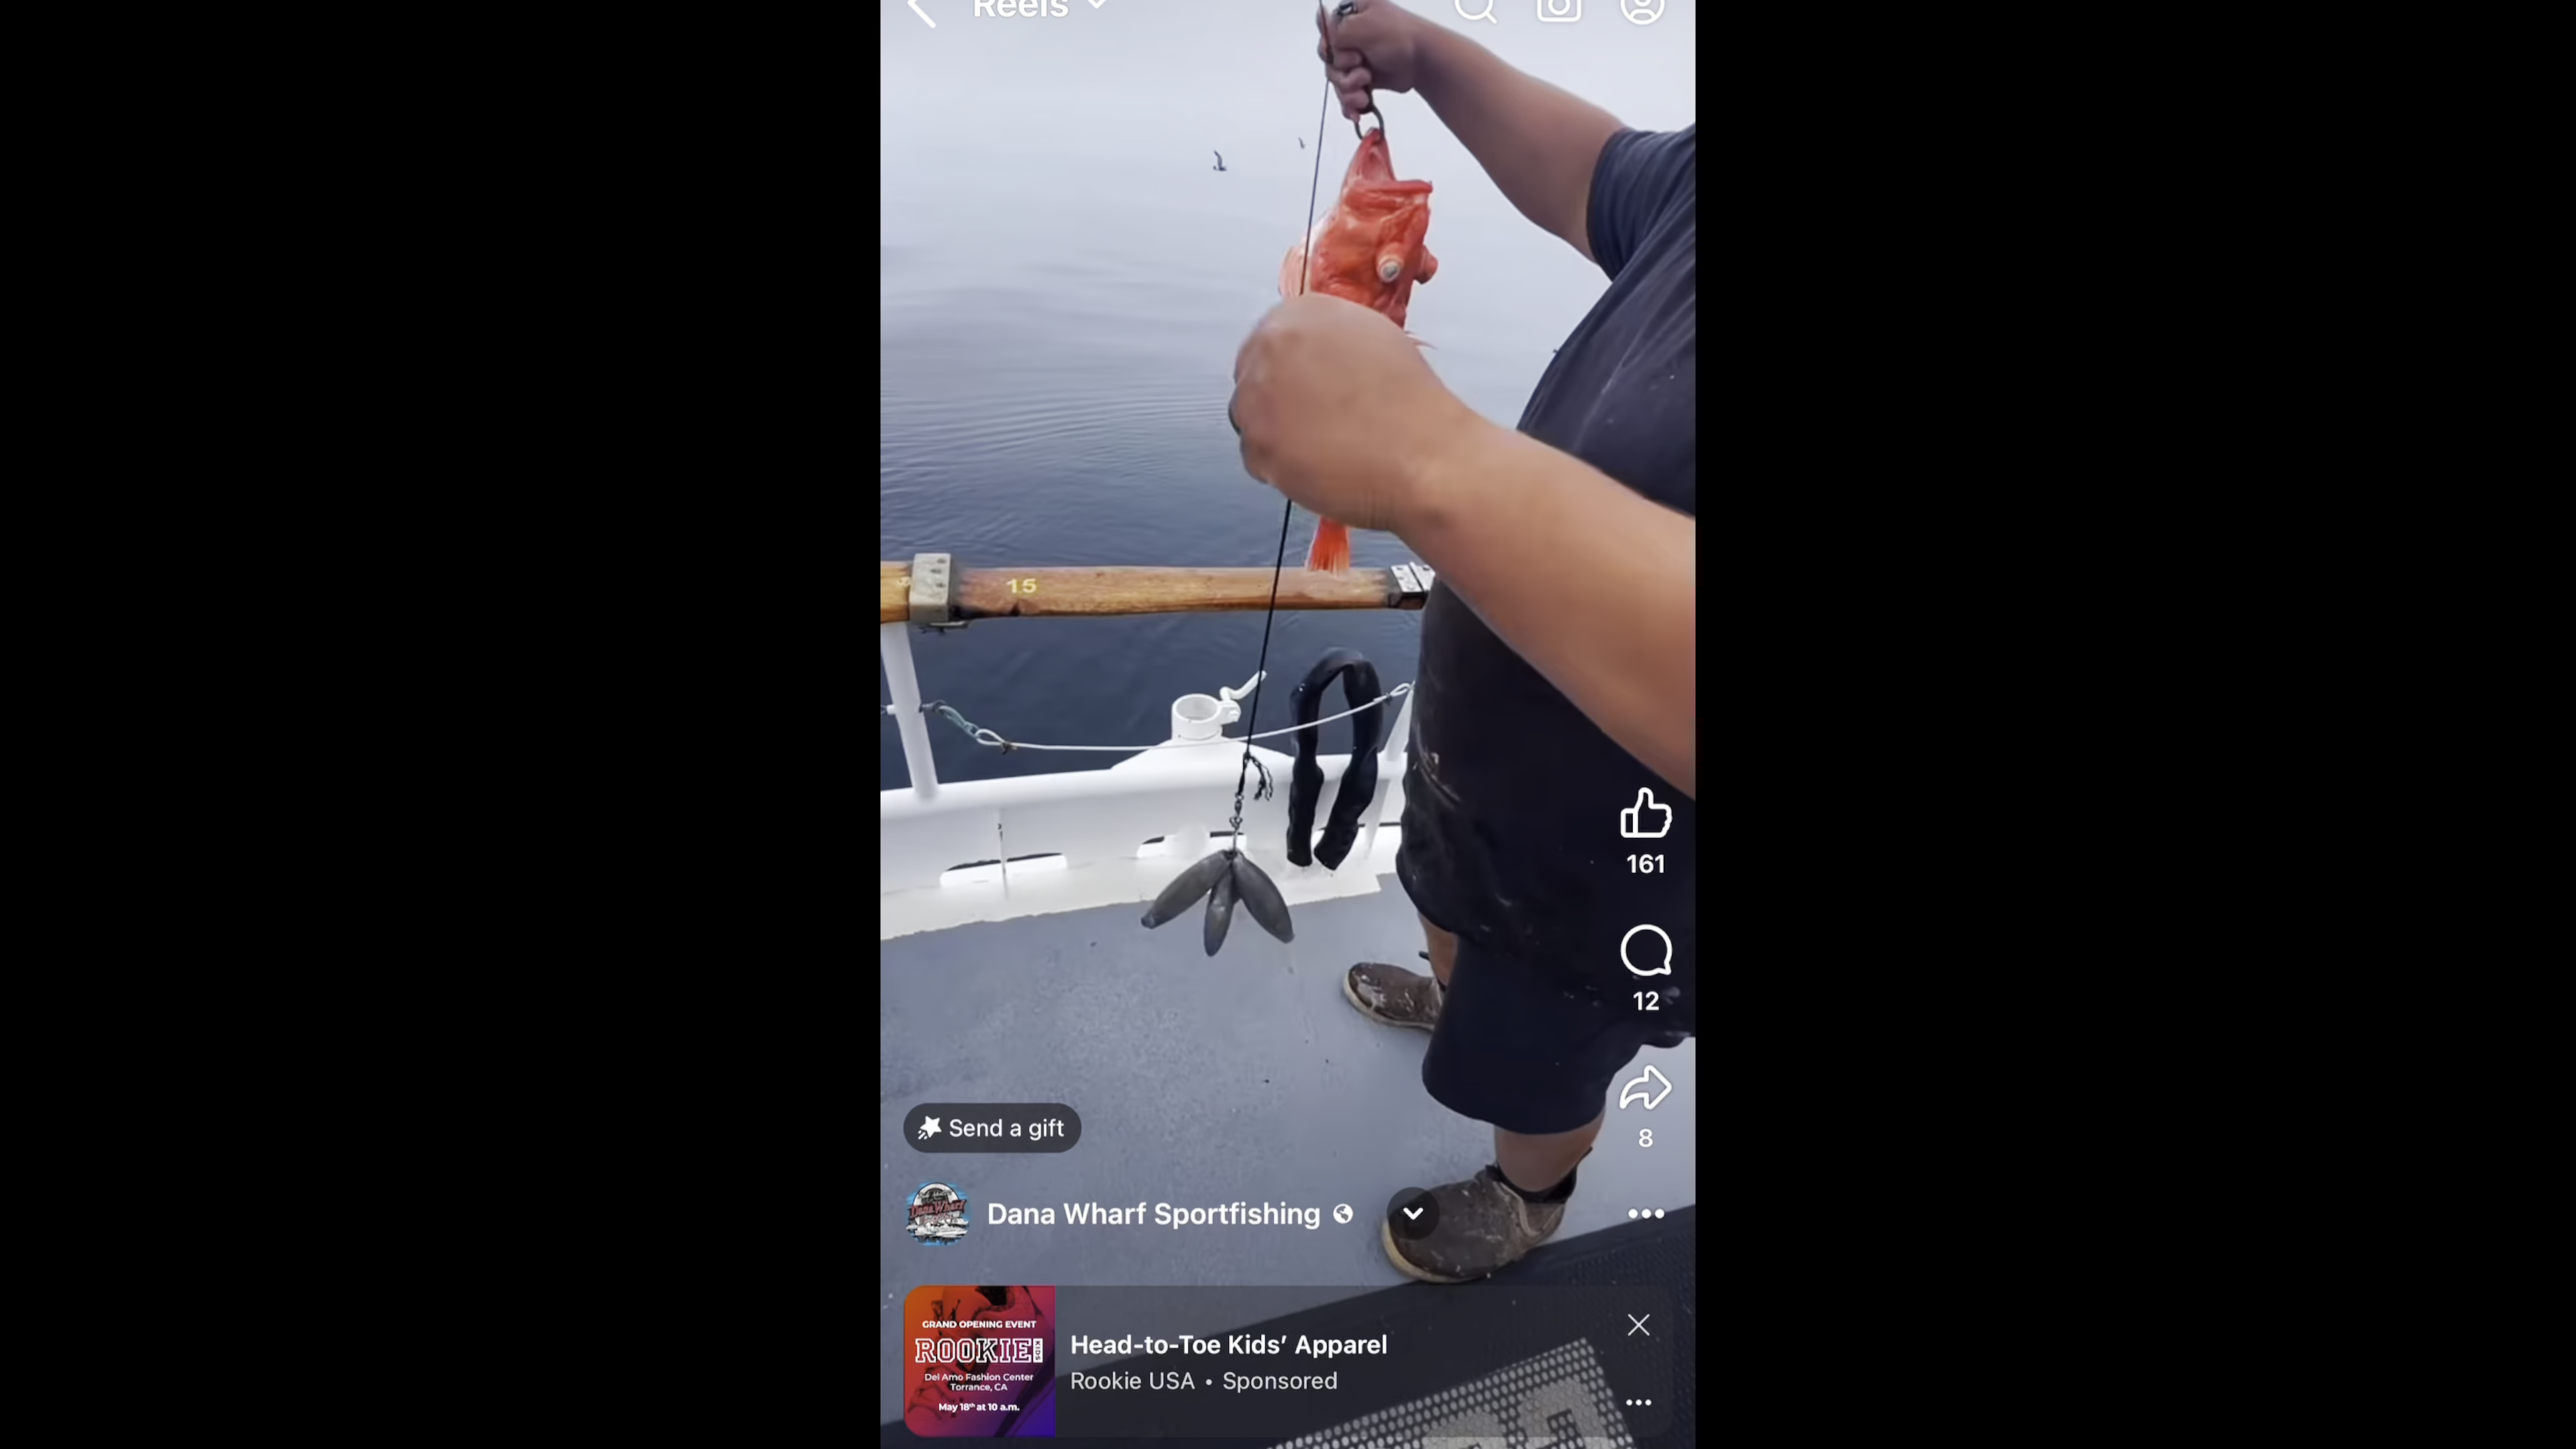 Reels
15
161
12
8
Send a gift
Dana Wharf Sportfishing
GRAND OPENING EVENT
ROOKIE
KIDS
Del Amo Fashion Center
Torrance, CA
May 18th at 10 a.m.
Head-to-Toe Kids’ Apparel
Rookie USA • Sponsored